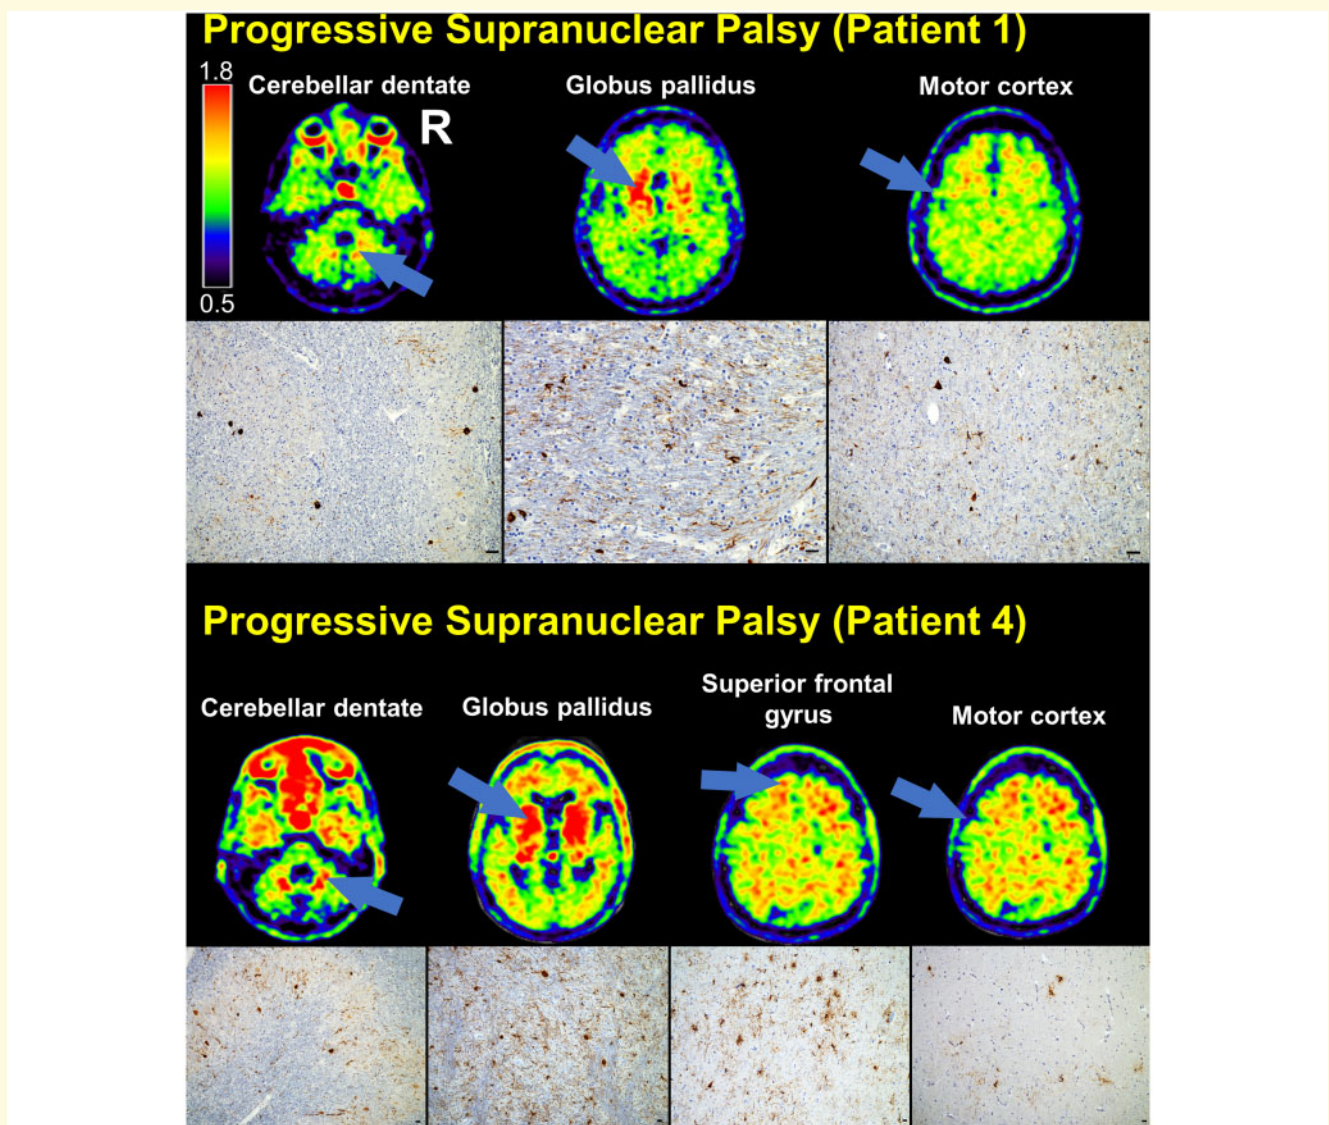 Progressive Supranuclear Palsy (Patient 1)
1.8
Cerebellar dentate
Globus pallidus
Motor cortex
R
0.5
Progressive Supranuclear Palsy (Patient 4)
Cerebellar dentate
Globus pallidus
Superior frontal
gyrus
Motor cortex